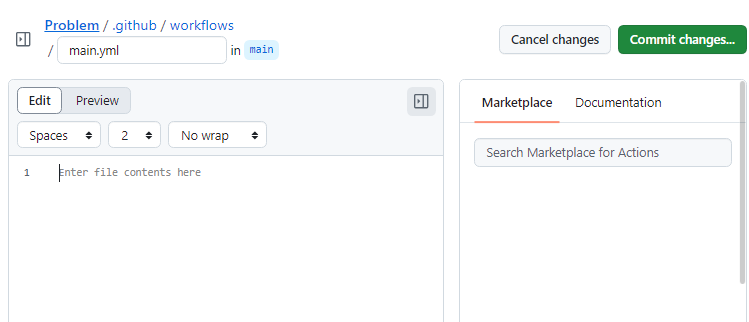 Problem / .github / workflows
/ main.yml in main
Cancel changes
Commit changes...
Edit
Preview
Spaces
2
No wrap
1
Enter file contents here
Marketplace
Documentation
Search Marketplace for Actions